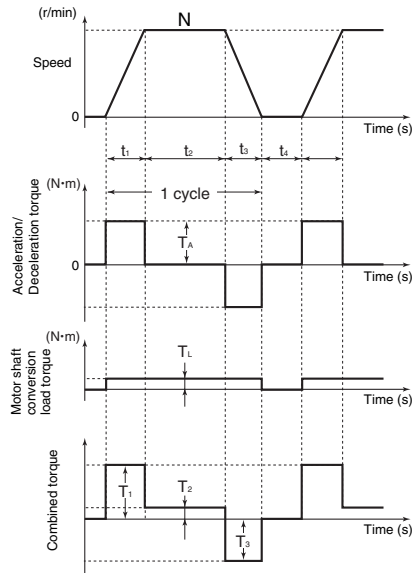 (r/min)
N
Speed
0
Time (s)
t1 t2 t3 t4
(N•m)
1 cycle
Acceleration/
Deceleration torque
TA
0
Time (s)
(N•m)
Motor shaft
conversion
load torque
TL
Time (s)
Combined torque
T1
T2
T3
Time (s)